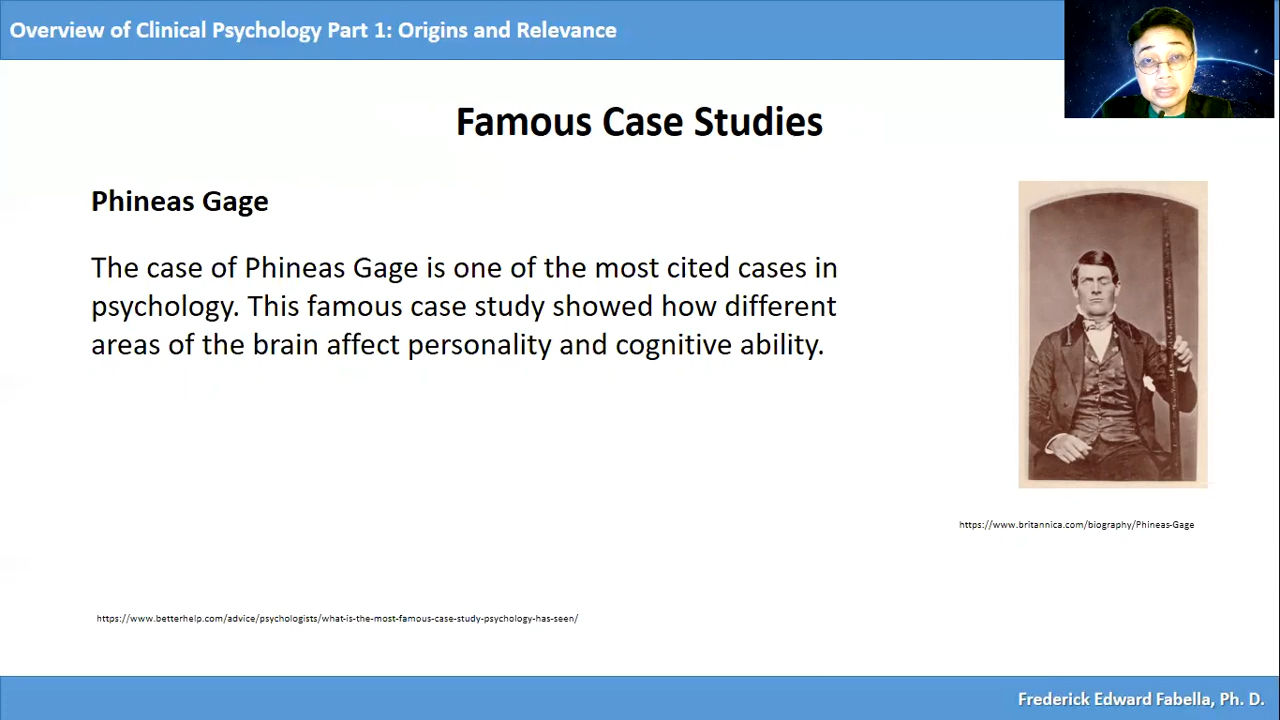 Overview of Clinical Psychology Part 1: Origins and Relevance
Famous Case Studies
Phineas Gage
The case of Phineas Gage is one of the most cited cases in
psychology. This famous case study showed how different
areas of the brain affect personality and cognitive ability.
https://www.britannica.com/biography/Phineas-Gage
https://www.betterhelp.com/advice/psychologists/what-is-the-most-famous-case-study-psychology-has-seen/
Frederick Edward Fabella, Ph. D.